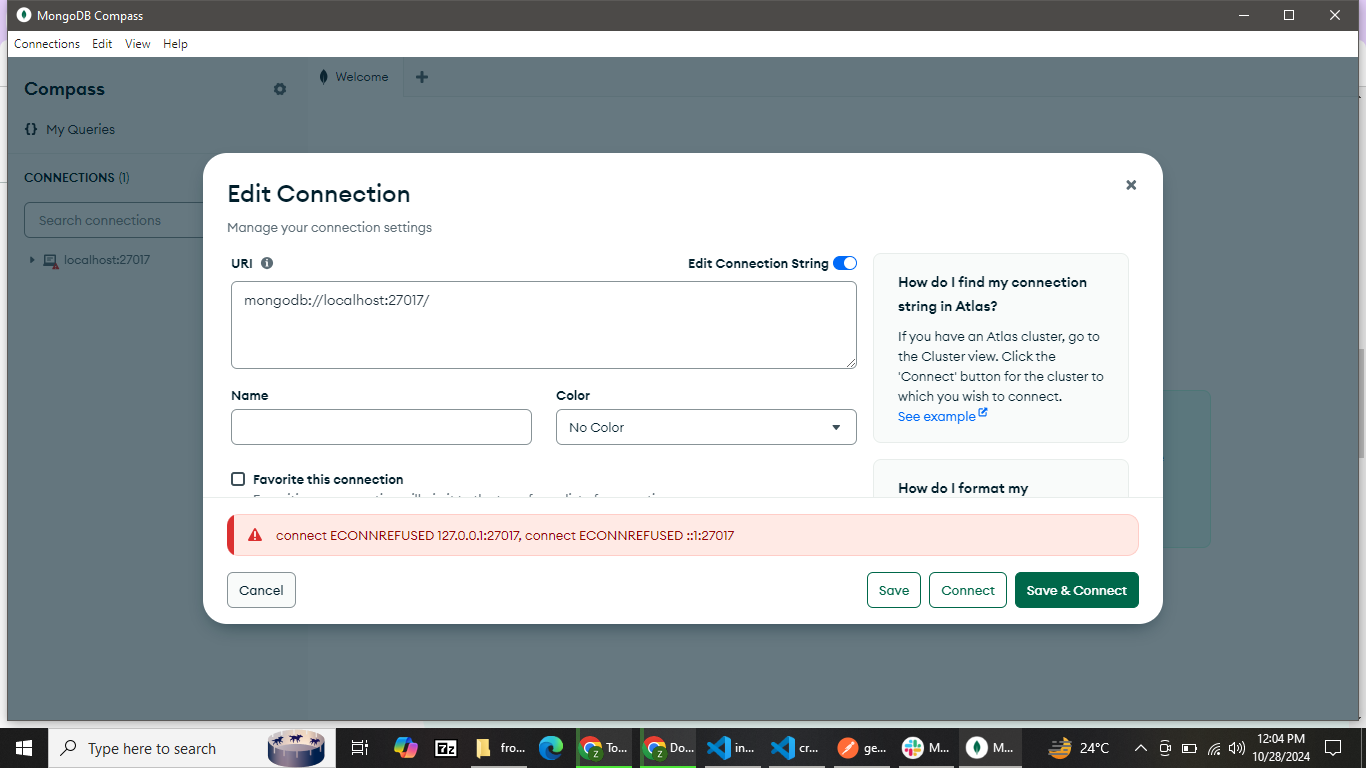 MongoDB Compass
Connections Edit View Help
Compass
Welcome
My Queries
CONNECTIONS (1)
Search connections
localhost:27017
Edit Connection
Manage your connection settings
URI
Edit Connection String
mongodb://localhost:27017/
Name
Color
No Color
Favorite this connection
How do I find my connection
string in Atlas?
If you have an Atlas cluster, go to
the Cluster view. Click the
'Connect' button for the cluster to
which you wish to connect.
See example
How do I format my
connect ECONNREFUSED 127.0.0.1:27017, connect ECONNREFUSED ::1:27017
Cancel
Save
Connect
Save & Connect
Type here to search
7z
fro...
To...
Do...
in...
cr...
ge...
M...
M...
24°C
12:04 PM
10/28/2024